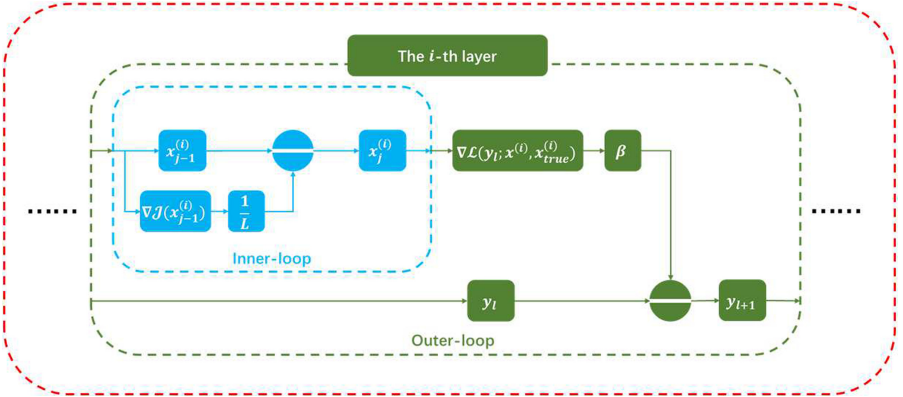 The i-th layer
x_{j-1}^{(i)}
x_j^{(i)}
∇ℒ(y_l; x^{(i)}, x_{true}^{(i)})
β
∇𝒥(x_{j-1}^{(i)})
1/L
......
......
Inner-loop
y_l
y_{l+1}
Outer-loop